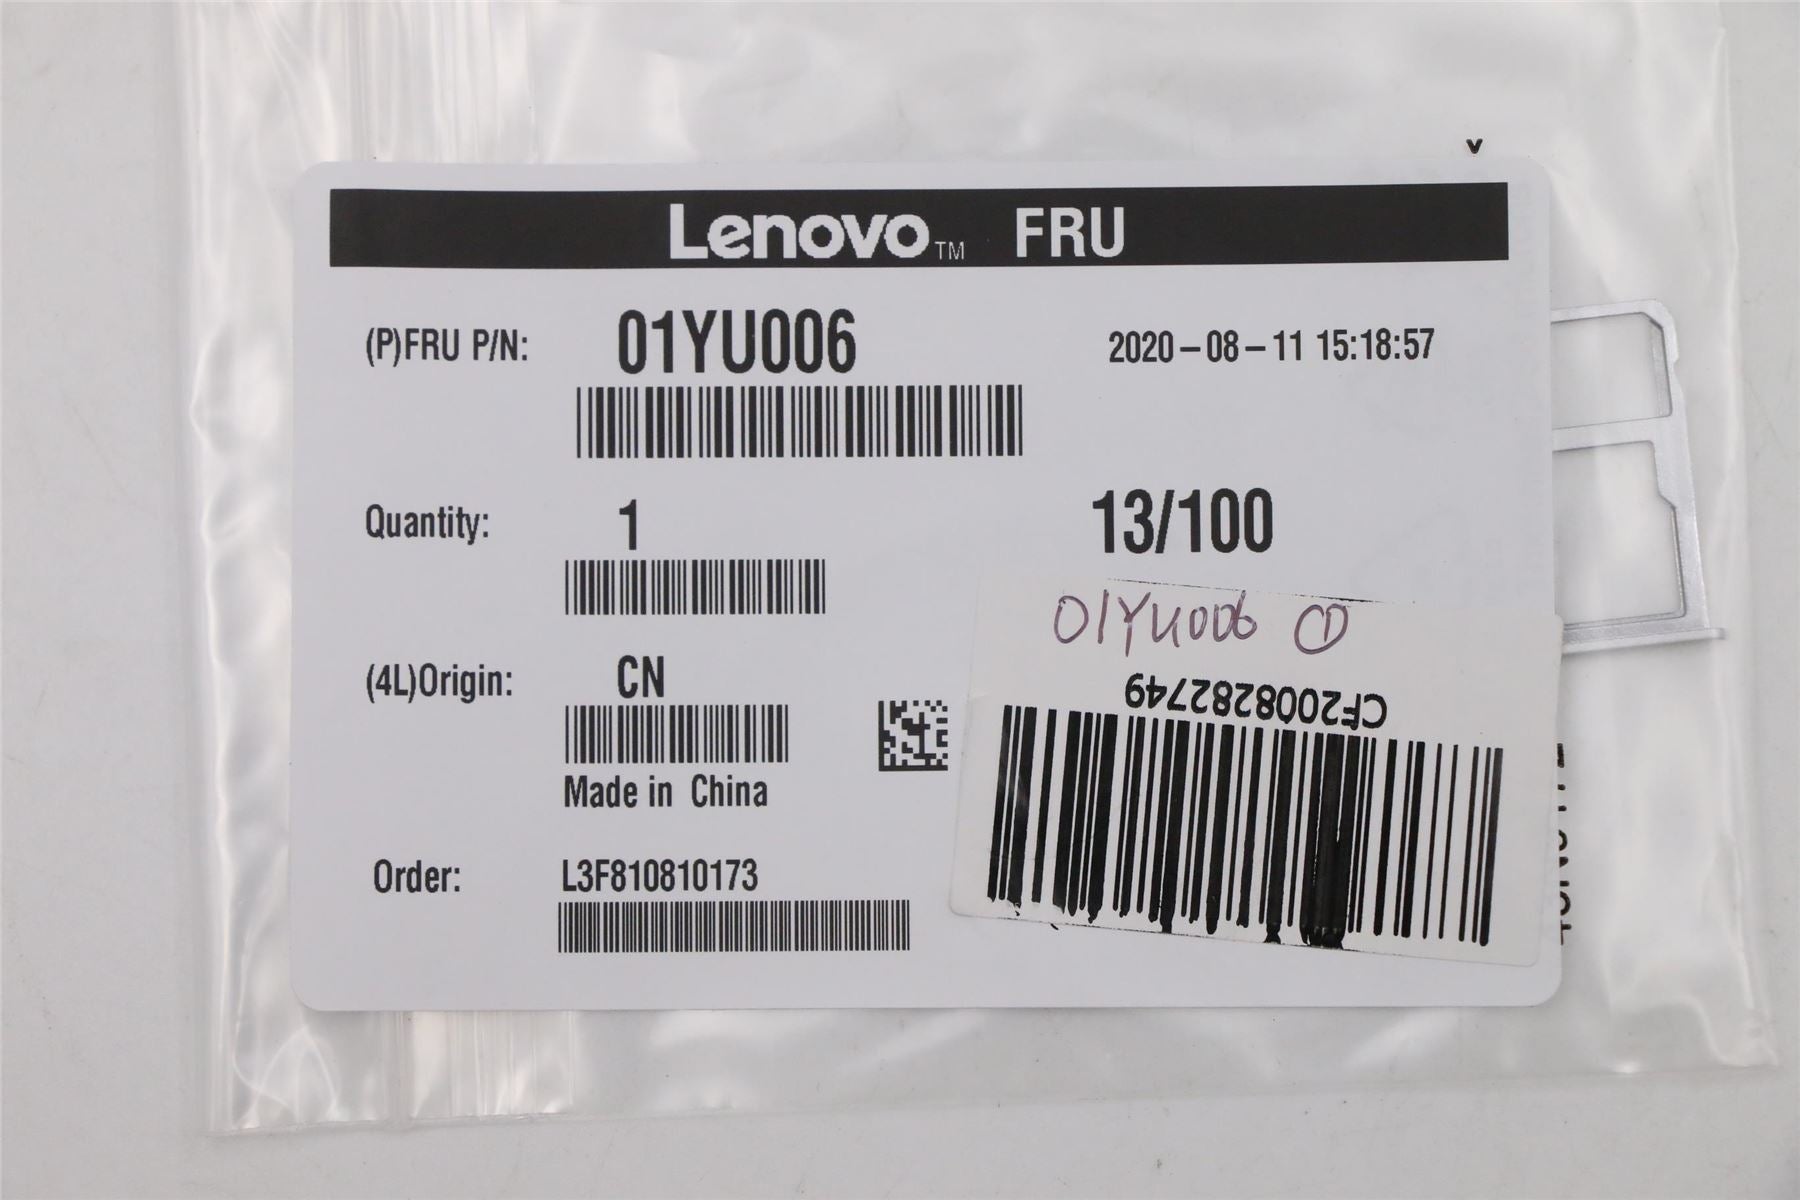 Lenovo™ FRU
(P)FRU P/N: 01YU006 2020-08-11 15:18:57
Quantity: 1 13/100
01YU006 ①
(4L)Origin: CN
CF2008282749
Made in China
Order: L3F810810173